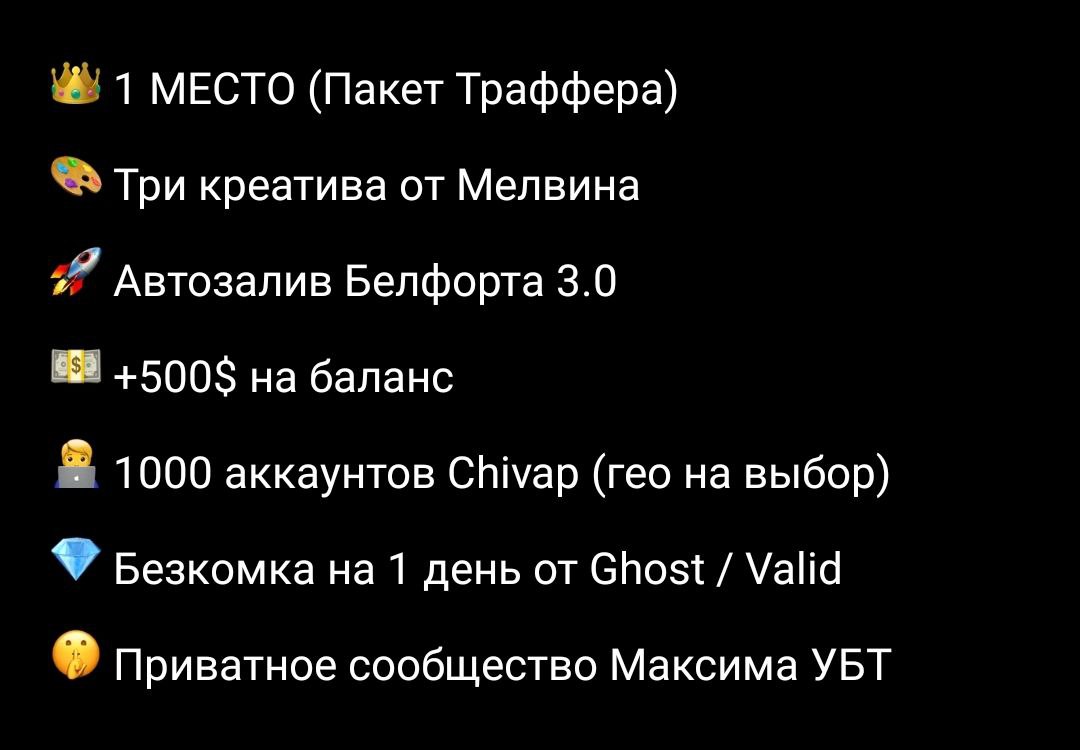 👑 1 МЕСТО (Пакет Траффера)
🎨 Три креатива от Мелвина
🚀 Автозалив Белфорта 3.0
💵 +500$ на баланс
🧑‍💻 1000 аккаунтов Chivap (гео на выбор)
💎 Безкомка на 1 день от Ghost / Valid
🤫 Приватное сообщество Максима УБТ